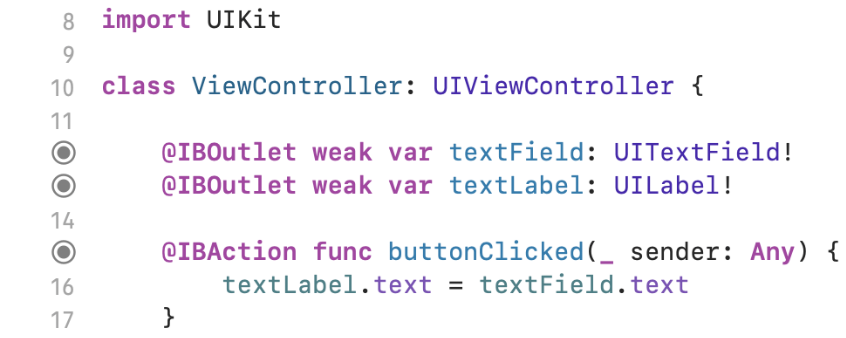 8 import UIKit
9
10 class ViewController: UIViewController {
11
@IBOutlet weak var textField: UITextField!
@IBOutlet weak var textLabel: UILabel!
14
@IBAction func buttonClicked(_ sender: Any) {
16 textLabel.text = textField.text
17 }